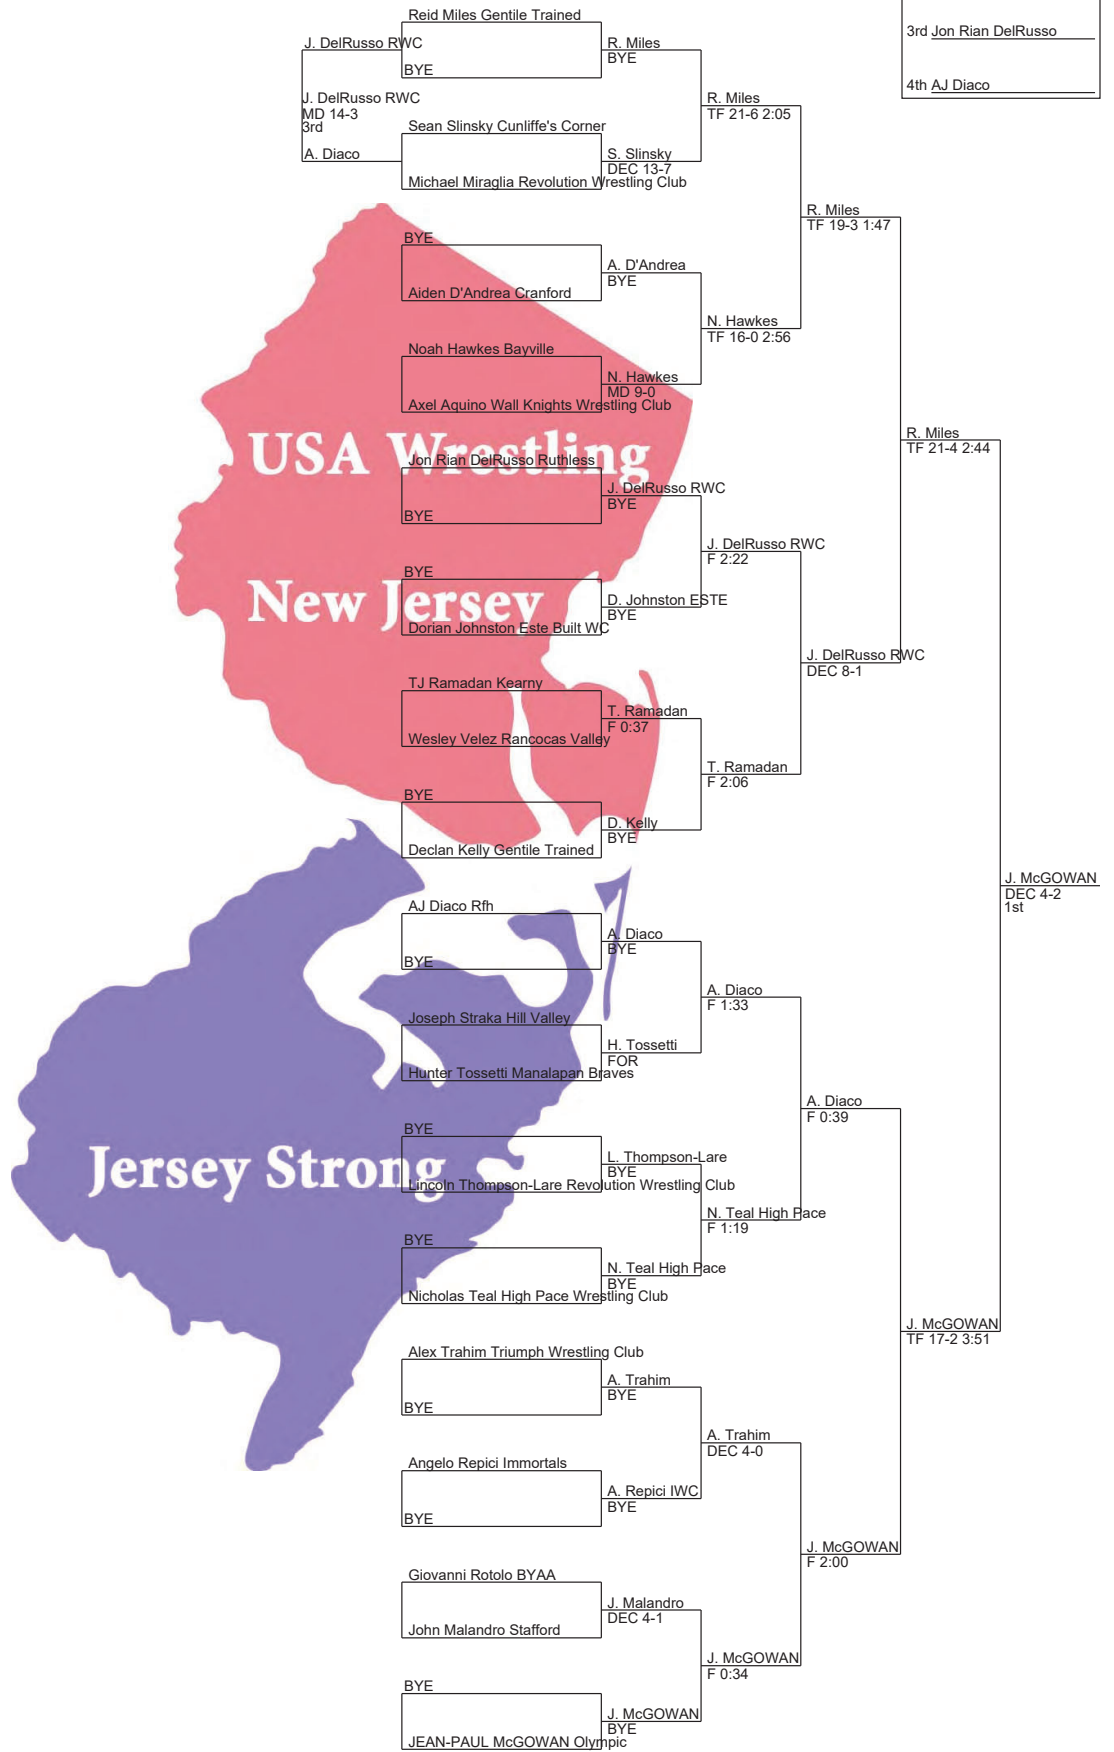 Reid Miles Gentile Trained
3rd Jon Rian DelRusso
J. DelRusso RWC
R. Miles
BYE
BYE
4th AJ Diaco
J. DelRusso RWC
MD 14-3
3rd
R. Miles
TF 21-6 2:05
Sean Slinsky Cunliffe's Corner
A. Diaco
S. Slinsky
DEC 13-7
Michael Miraglia Revolution Wrestling Club
R. Miles
TF 19-3 1:47
BYE
A. D'Andrea
BYE
Aiden D'Andrea Cranford
N. Hawkes
TF 16-0 2:56
Noah Hawkes Bayville
N. Hawkes
MD 9-0
Axel Aquino Wall Knights Wrestling Club
R. Miles
TF 21-4 2:44
USA Wrestling
Jon Rian DelRusso Ruthless
J. DelRusso RWC
BYE
BYE
J. DelRusso RWC
F 2:22
BYE
New Jersey
D. Johnston ESTE
BYE
Dorian Johnston Este Built WC
J. DelRusso RWC
DEC 8-1
TJ Ramadan Kearny
T. Ramadan
F 0:37
Wesley Velez Rancocas Valley
T. Ramadan
F 2:06
BYE
D. Kelly
BYE
Declan Kelly Gentile Trained
J. McGOWAN
DEC 4-2
1st
AJ Diaco Rfh
A. Diaco
BYE
BYE
A. Diaco
F 1:33
Joseph Straka Hill Valley
H. Tossetti
FOR
Hunter Tossetti Manalapan Braves
A. Diaco
F 0:39
BYE
L. Thompson-Lare
BYE
Jersey Strong
Lincoln Thompson-Lare Revolution Wrestling Club
N. Teal High Pace
F 1:19
BYE
N. Teal High Pace
BYE
Nicholas Teal High Pace Wrestling Club
J. McGOWAN
TF 17-2 3:51
Alex Trahim Triumph Wrestling Club
A. Trahim
BYE
BYE
A. Trahim
DEC 4-0
Angelo Repici Immortals
A. Repici IWC
BYE
BYE
J. McGOWAN
F 2:00
Giovanni Rotolo BYAA
J. Malandro
DEC 4-1
John Malandro Stafford
J. McGOWAN
F 0:34
BYE
J. McGOWAN
BYE
JEAN-PAUL McGOWAN Olympic